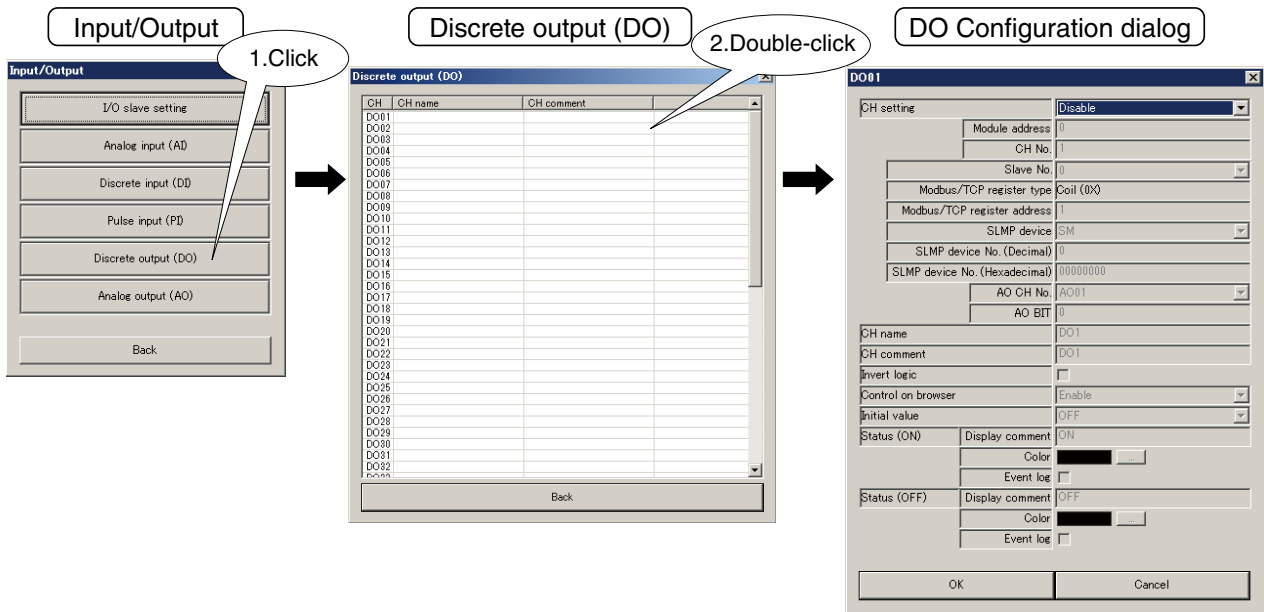 Input/Output
1.Click
Input/Output
I/O slave setting
Analog input (AI)
Discrete input (DI)
Pulse input (PI)
Discrete output (DO)
Analog output (AO)
Back
Discrete output (DO)
2.Double-click
Discrete output (DO)
CH CH name CH comment
DO01
DO02
DO03
DO04
DO05
DO06
DO07
DO08
DO09
DO10
DO11
DO12
DO13
DO14
DO15
DO16
DO17
DO18
DO19
DO20
DO21
DO22
DO23
DO24
DO25
DO26
DO27
DO28
DO29
DO30
DO31
DO32
Back
DO Configuration dialog
DO01
CH setting Disable
Module address 0
CH No. 1
Slave No. 0
Modbus/TCP register type Coil (0X)
Modbus/TCP register address 1
SLMP device SM
SLMP device No. (Decimal) 0
SLMP device No. (Hexadecimal) 00000000
AO CH No. AO01
AO BIT 0
CH name DO1
CH comment DO1
Invert logic
Control on browser Enable
Initial value OFF
Status (ON) Display comment ON
Color ...
Event log
Status (OFF) Display comment OFF
Color ...
Event log
OK Cancel